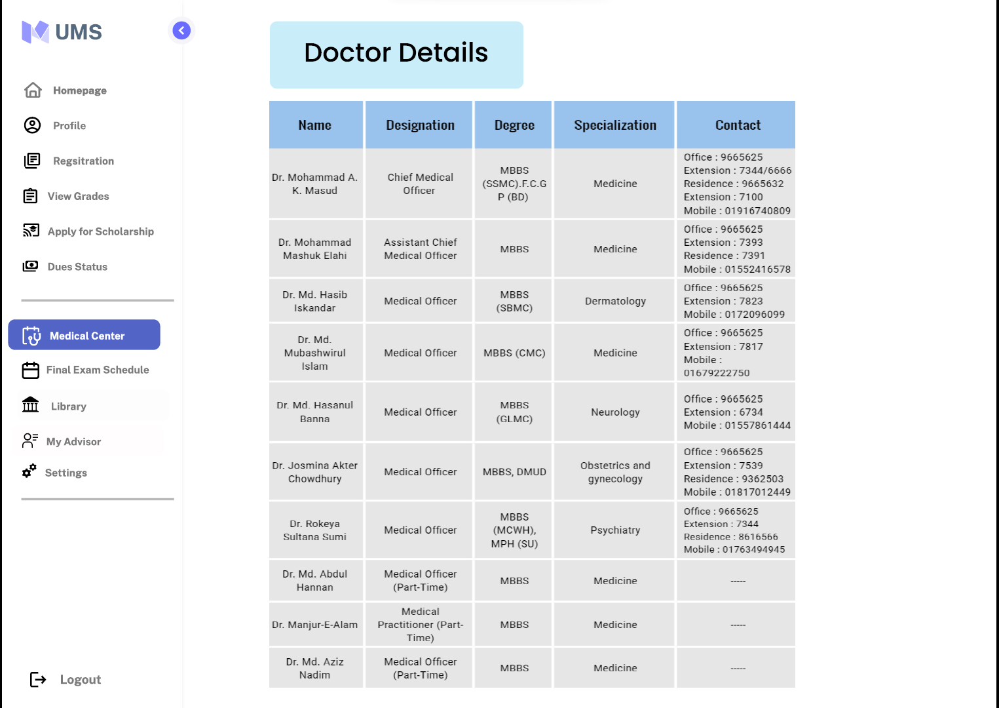 UMS
Homepage
Profile
Regsitration
View Grades
Apply for Scholarship
Dues Status
Medical Center
Final Exam Schedule
Library
My Advisor
Settings
Logout
Doctor Details
Name Designation Degree Specialization Contact
Dr. Mohammad A.
K. Masud
Chief Medical
Officer
MBBS
(SSMC).F.C.G
P (BD)
Medicine
Office : 9665625
Extension : 7344/6666
Residence : 9665632
Extension : 7100
Mobile : 01916740809
Dr. Mohammad
Mashuk Elahi
Assistant Chief
Medical Officer
MBBS
Medicine
Office : 9665625
Extension : 7393
Residence : 7391
Mobile : 01552416578
Dr. Md. Hasib
Iskandar
Medical Officer
MBBS
(SBMC)
Dermatology
Office : 9665625
Extension : 7823
Mobile : 0172096099
Dr. Md.
Mubashwirul
Islam
Medical Officer
MBBS (CMC)
Medicine
Office : 9665625
Extension : 7817
Mobile :
01679222750
Dr. Md. Hasanul
Banna
Medical Officer
MBBS
(GLMC)
Neurology
Office : 9665625
Extension : 6734
Mobile : 01557861444
Dr. Josmina Akter
Chowdhury
Medical Officer
MBBS, DMUD
Obstetrics and
gynecology
Office : 9665625
Extension : 7539
Residence : 9362503
Mobile : 01817012449
Dr. Rokeya
Sultana Sumi
Medical Officer
MBBS
(MCWH),
MPH (SU)
Psychiatry
Office : 9665625
Extension : 7344
Residence : 8616566
Mobile : 01763494945
Dr. Md. Abdul
Hannan
Medical Officer
(Part-Time)
MBBS
Medicine
-----
Dr. Manjur-E-Alam
Medical
Practitioner (Part-
Time)
MBBS
Medicine
-----
Dr. Md. Aziz
Nadim
Medical Officer
(Part-Time)
MBBS
Medicine
-----